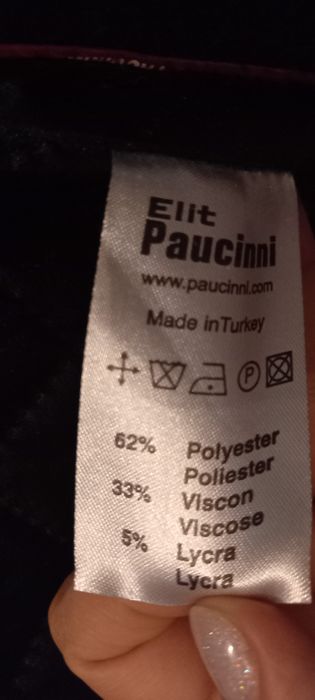 Elit
Paucinni
www.paucinni.com
Made inTurkey
P
62% Polyester
Poliester
33% Viscon
Viscose
5% Lycra
Lycra